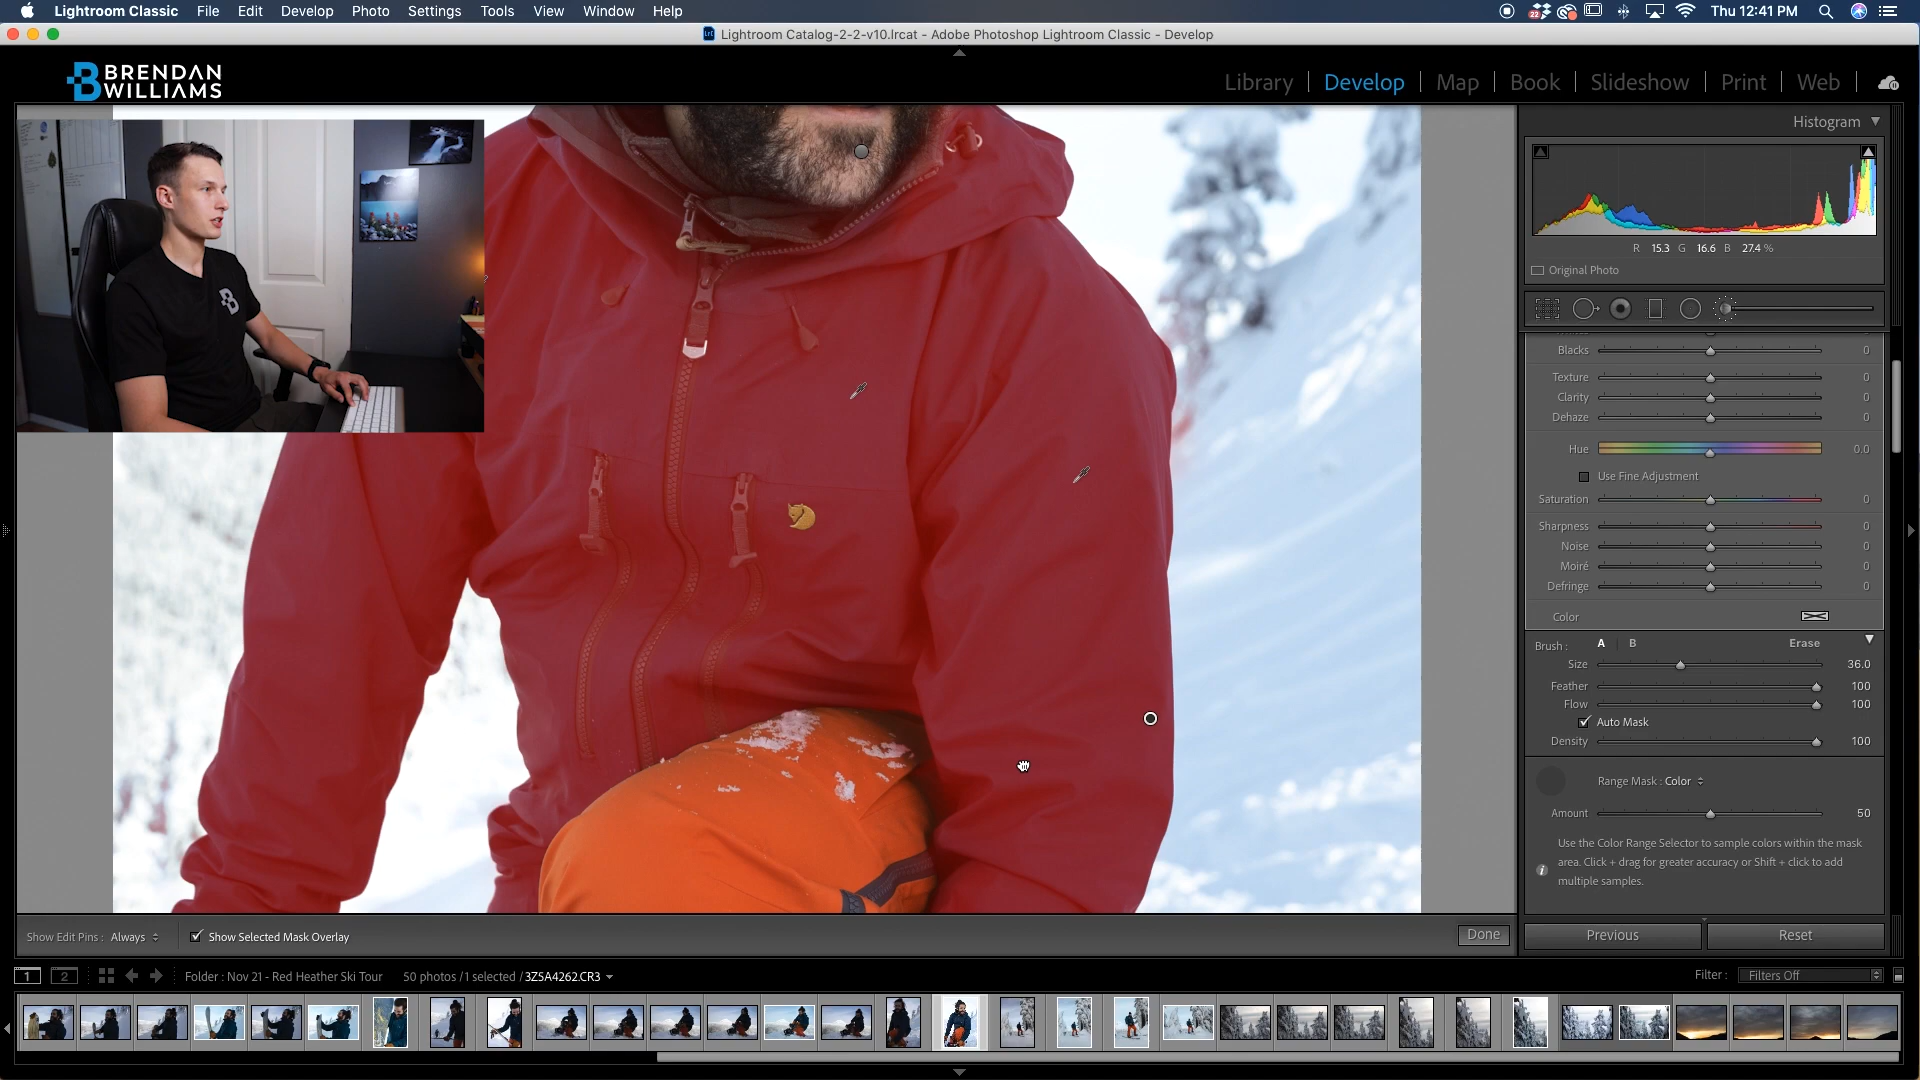 Lightroom Classic File Edit Develop Photo Settings Tools View Window Help 22 Thu 12:41 PM
LrC Lightroom Catalog-2-2-v10.lrcat - Adobe Photoshop Lightroom Classic - Develop
BRENDAN
WILLIAMS
Library Develop Map Book Slideshow Print Web
Histogram
R 15.3 G 16.6 B 27.4 %
Original Photo
Blacks 0
Texture 0
Clarity 0
Dehaze 0
Hue 0.0
Use Fine Adjustment
Saturation 0
Sharpness 0
Noise 0
Moiré 0
Defringe 0
Color
Brush : A B Erase
Size 36.0
Feather 100
Flow 100
Auto Mask
Density 100
Range Mask : Color
Amount 50
Use the Color Range Selector to sample colors within the mask
area. Click + drag for greater accuracy or Shift + click to add
multiple samples.
Show Edit Pins : Always Show Selected Mask Overlay Done
Previous Reset
1 2 Folder : Nov 21 - Red Heather Ski Tour 50 photos / 1 selected / 3Z5A4262.CR3 Filter : Filters Off